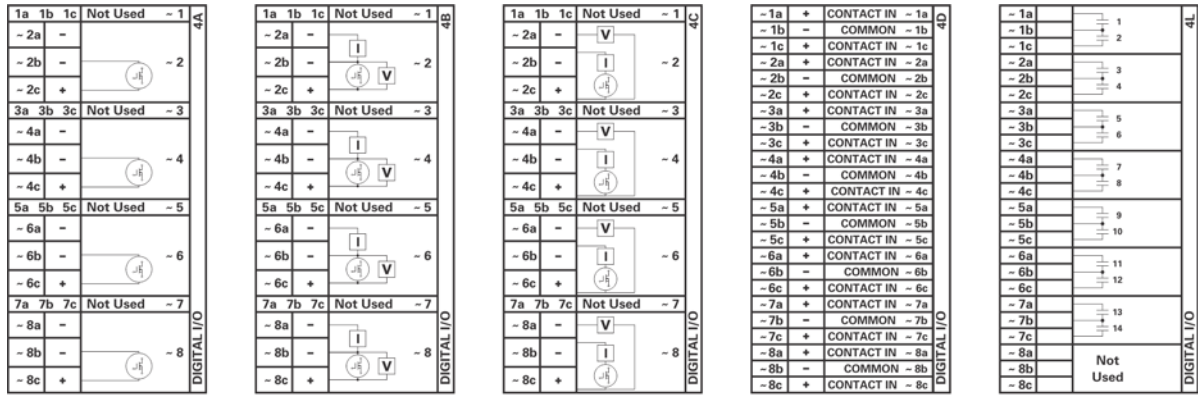 1a 1b 1c Not Used ~ 1
~ 2a −
~ 2b − ~ 2
~ 2c +
3a 3b 3c Not Used ~ 3
~ 4a −
~ 4b − ~ 4
~ 4c +
5a 5b 5c Not Used ~ 5
~ 6a −
~ 6b − ~ 6
~ 6c +
7a 7b 7c Not Used ~ 7
~ 8a −
~ 8b − ~ 8
~ 8c +
4A
DIGITAL I/O
1a 1b 1c Not Used ~ 1
~ 2a − I
~ 2b − V ~ 2
~ 2c +
3a 3b 3c Not Used ~ 3
~ 4a − I
~ 4b − V ~ 4
~ 4c +
5a 5b 5c Not Used ~ 5
~ 6a − I
~ 6b − V ~ 6
~ 6c +
7a 7b 7c Not Used ~ 7
~ 8a − I
~ 8b − V ~ 8
~ 8c +
4B
DIGITAL I/O
1a 1b 1c Not Used ~ 1
~ 2a − V
~ 2b − I ~ 2
~ 2c +
3a 3b 3c Not Used ~ 3
~ 4a − V
~ 4b − I ~ 4
~ 4c +
5a 5b 5c Not Used ~ 5
~ 6a − V
~ 6b − I ~ 6
~ 6c +
7a 7b 7c Not Used ~ 7
~ 8a − V
~ 8b − I ~ 8
~ 8c +
4C
DIGITAL I/O
~ 1a + CONTACT IN ~ 1a
~ 1b − COMMON ~ 1b
~ 1c + CONTACT IN ~ 1c
~ 2a + CONTACT IN ~ 2a
~ 2b − COMMON ~ 2b
~ 2c + CONTACT IN ~ 2c
~ 3a + CONTACT IN ~ 3a
~ 3b − COMMON ~ 3b
~ 3c + CONTACT IN ~ 3c
~ 4a + CONTACT IN ~ 4a
~ 4b − COMMON ~ 4b
~ 4c + CONTACT IN ~ 4c
~ 5a + CONTACT IN ~ 5a
~ 5b − COMMON ~ 5b
~ 5c + CONTACT IN ~ 5c
~ 6a + CONTACT IN ~ 6a
~ 6b − COMMON ~ 6b
~ 6c + CONTACT IN ~ 6c
~ 7a + CONTACT IN ~ 7a
~ 7b − COMMON ~ 7b
~ 7c + CONTACT IN ~ 7c
~ 8a + CONTACT IN ~ 8a
~ 8b − COMMON ~ 8b
~ 8c + CONTACT IN ~ 8c
4D
DIGITAL I/O
~ 1a 1
~ 1b 2
~ 1c
~ 2a 3
~ 2b 4
~ 2c
~ 3a 5
~ 3b 6
~ 3c
~ 4a 7
~ 4b 8
~ 4c
~ 5a 9
~ 5b 10
~ 5c
~ 6a 11
~ 6b 12
~ 6c
~ 7a 13
~ 7b 14
~ 7c
~ 8a Not
~ 8b Used
~ 8c
4L
DIGITAL I/O